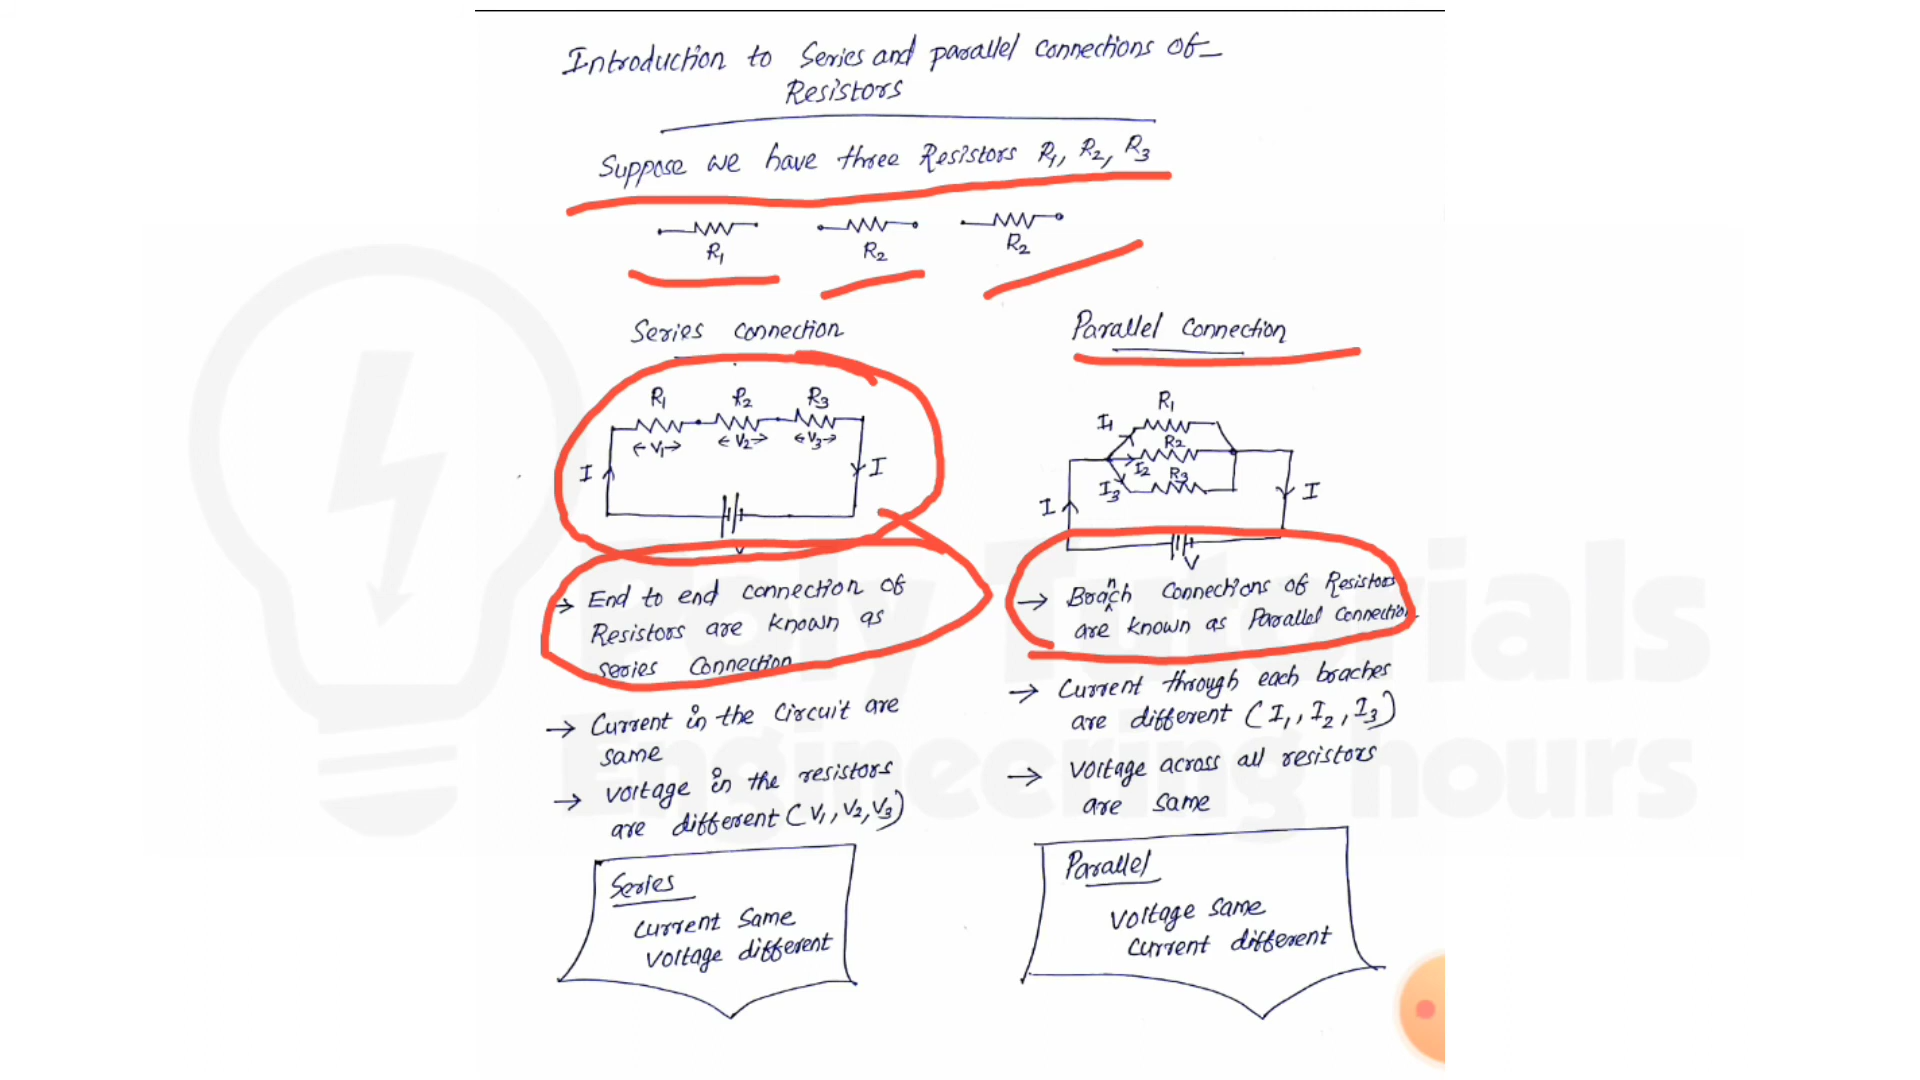 Introduction to Series and parallel connections of
Resistors
Suppose we have three Resistors R1, R2, R3
R1 R2 R2
Series connection
R1 R2 R3
V1 V2 V3
I I
V
→ End to end connection of
Resistors are known as
series Connection
→ Current in the circuit are
same
→ voltage in the resistors
are different (V1, V2, V3)
Series
Current Same
voltage different
Parallel Connection
R1
I1
R2
I2 R3
I3
I I
V
→ Branch Connections of Resistors
are known as Parallel Connection
→ Current through each braches
are different (I1, I2, I3)
→ voltage across all resistors
are same
Parallel
Voltage same
Current different
Poly Tutorials
Engineering hours